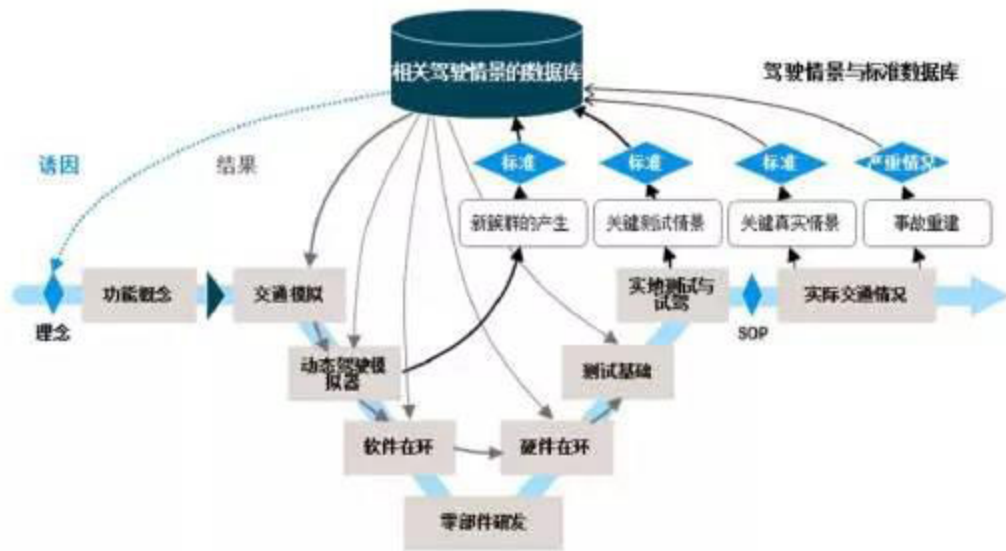 相关驾驶情景的数据库
驾驶情景与标准数据库
诱因
结果
标准
标准
标准
严重情况
新族群的产生
关键测试情景
关键真实情景
事故重建
理念
功能概念
交通模拟
实地测试与
试驾
SOP
实际交通情况
动态驾驶模
拟器
测试基础
软件在环
硬件在环
零部件研发